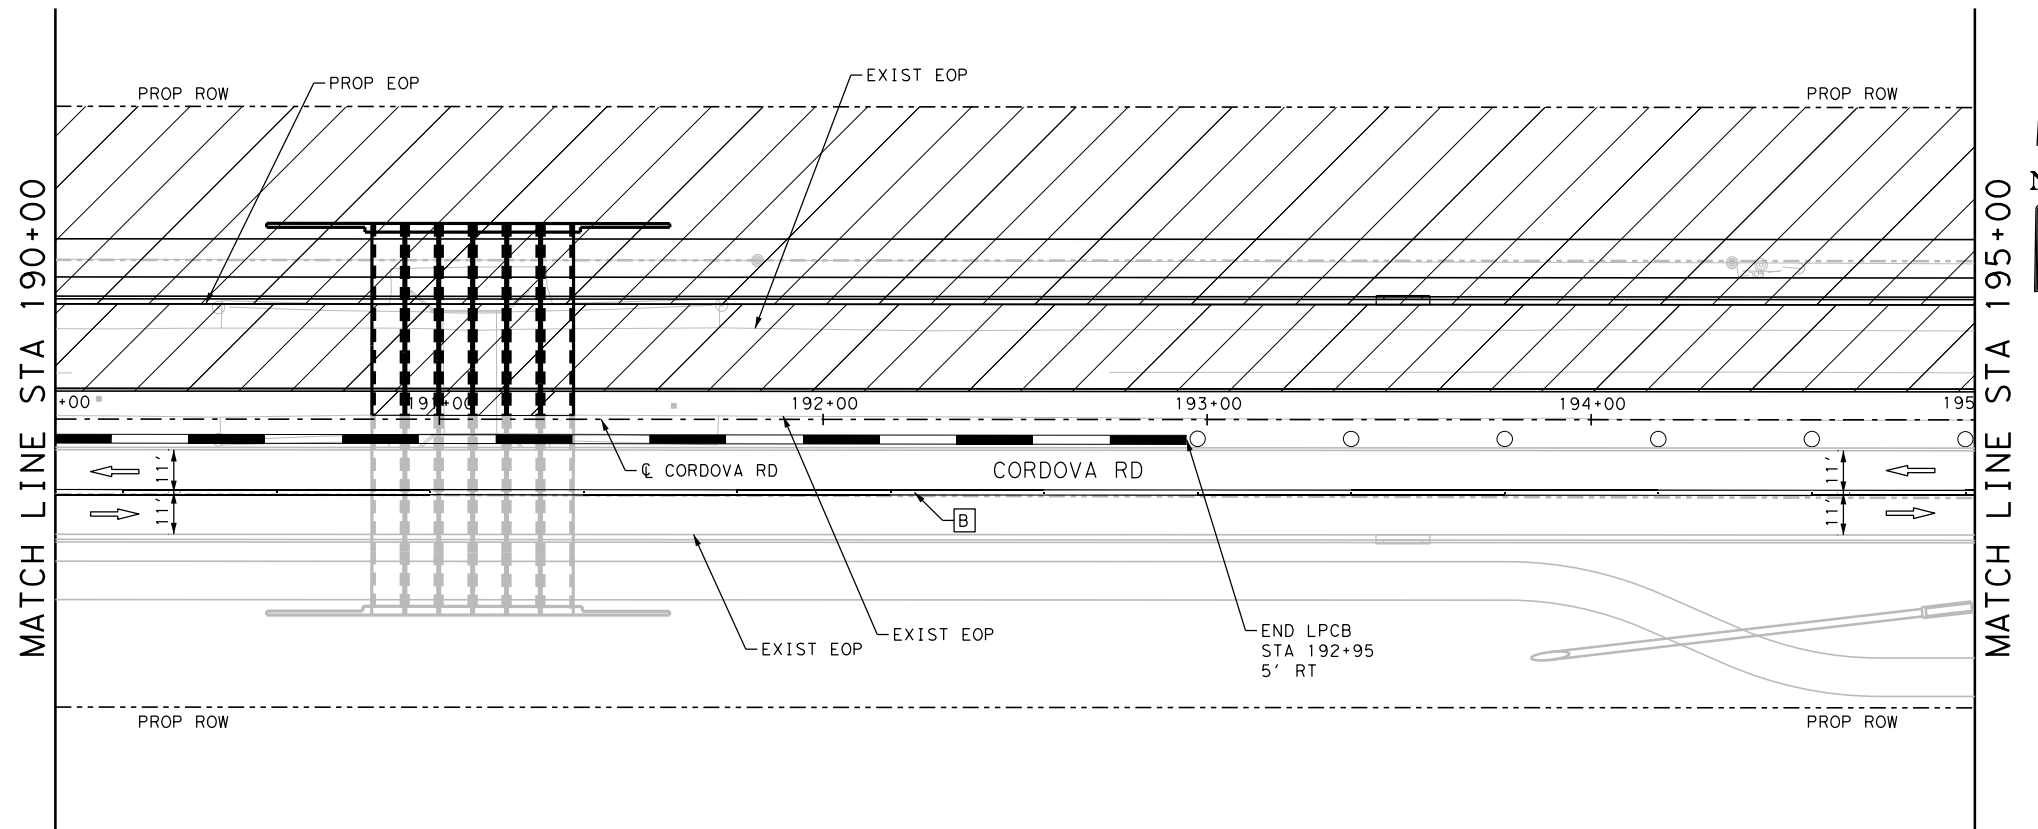 PROP ROW
PROP EOP
EXIST EOP
PROP ROW
MATCH LINE STA 190+00
MATCH LINE STA 195+00
N
+00
191+00
192+00
193+00
194+00
195
11'
℄ CORDOVA RD
CORDOVA RD
11'
11'
B
11'
EXIST EOP
EXIST EOP
END LPCB
STA 192+95
5' RT
PROP ROW
PROP ROW